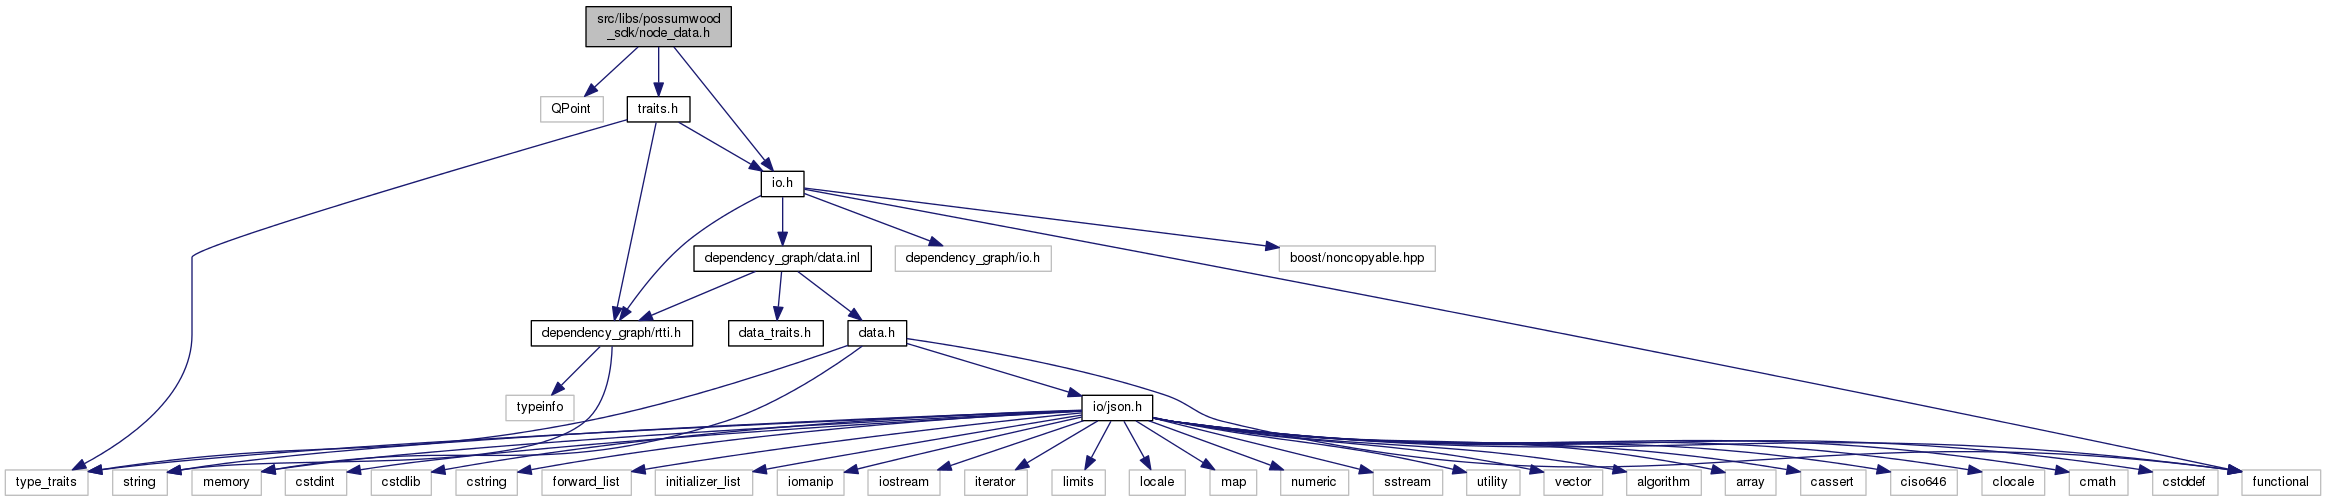 src/libs/possumwood
_sdk/node_data.h
QPoint
traits.h
io.h
dependency_graph/data.inl
dependency_graph/io.h
boost/noncopyable.hpp
dependency_graph/rtti.h
data_traits.h
data.h
typeinfo
io/json.h
type_traits
string
memory
cstdint
cstdlib
cstring
forward_list
initializer_list
iomanip
iostream
iterator
limits
locale
map
numeric
sstream
utility
vector
algorithm
array
cassert
ciso646
clocale
cmath
cstddef
functional